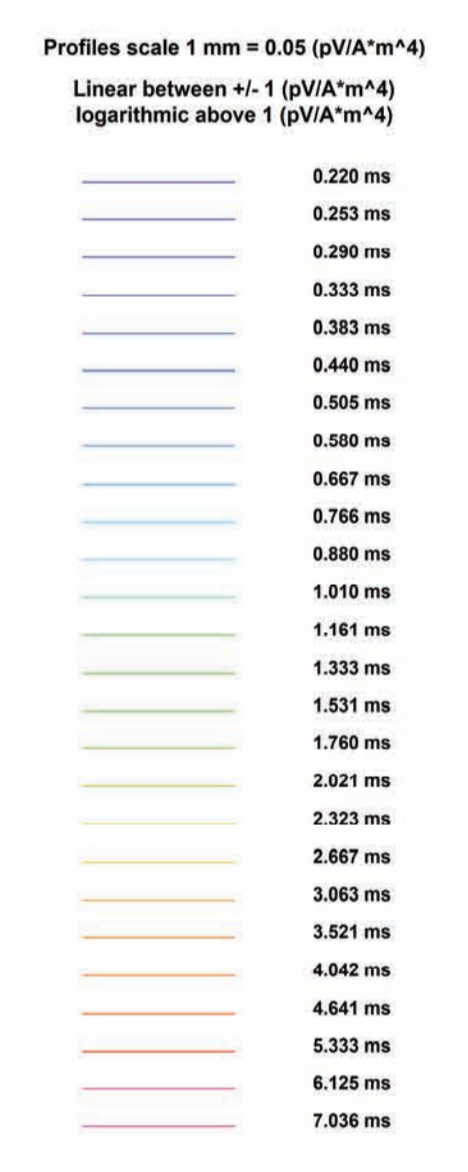 Profiles scale 1 mm = 0.05 (pV/A*m^4)
Linear between +/- 1 (pV/A*m^4)
logarithmic above 1 (pV/A*m^4)
0.220 ms
0.253 ms
0.290 ms
0.333 ms
0.383 ms
0.440 ms
0.505 ms
0.580 ms
0.667 ms
0.766 ms
0.880 ms
1.010 ms
1.161 ms
1.333 ms
1.531 ms
1.760 ms
2.021 ms
2.323 ms
2.667 ms
3.063 ms
3.521 ms
4.042 ms
4.641 ms
5.333 ms
6.125 ms
7.036 ms